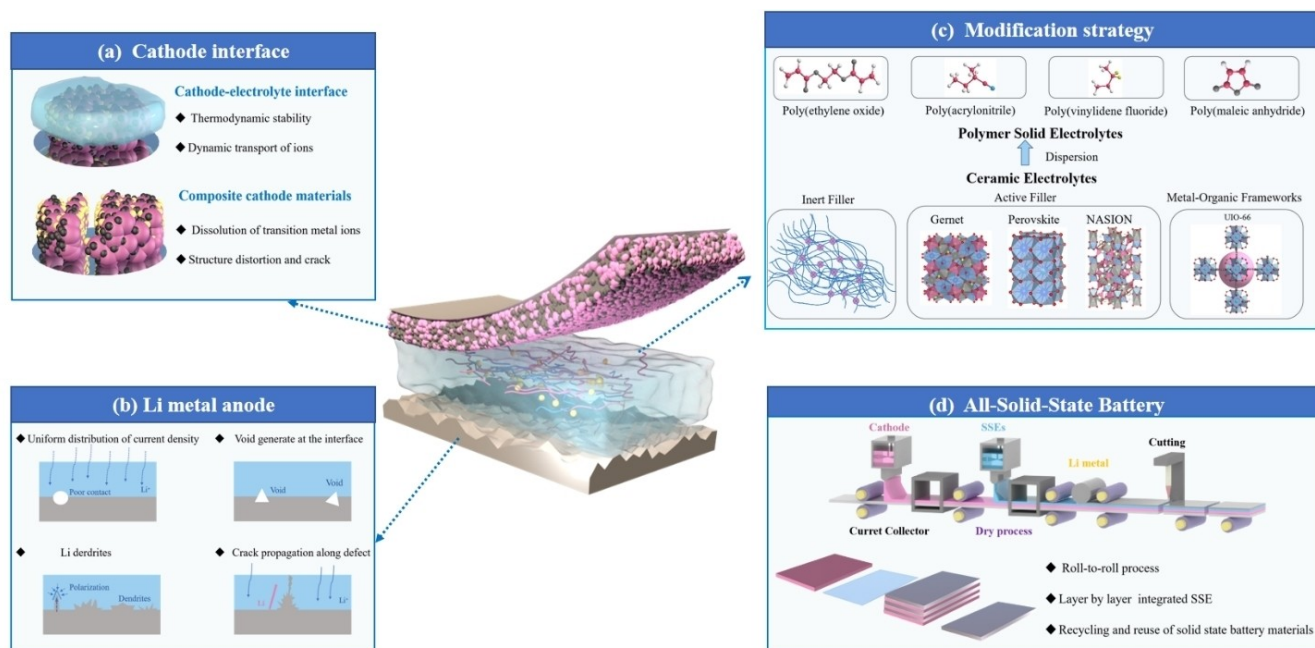 (a) Cathode interface
Cathode-electrolyte interface
◆ Thermodynamic stability
◆ Dynamic transport of ions
Composite cathode materials
◆ Dissolution of transition metal ions
◆ Structure distortion and crack
(b) Li metal anode
◆ Uniform distribution of current density
Poor contact
Li⁺
◆ Void generate at the interface
Void
Void
◆ Li derdrites
Polarization
Dendrites
◆ Crack propagation along defect
Li
Li⁺
(c) Modification strategy
Poly(ethylene oxide)
Poly(acrylonitrile)
Poly(vinylidene fluoride)
Poly(maleic anhydride)
Polymer Solid Electrolytes
Dispersion
Ceramic Electrolytes
Inert Filler
Active Filler
Metal-Organic Frameworks
Gernet
Perovskite
NASION
UIO-66
(d) All-Solid-State Battery
Cathode
SSEs
Li metal
Cutting
Curret Collector
Dry process
◆ Roll-to-roll process
◆ Layer by layer integrated SSE
◆ Recycling and reuse of solid state battery materials